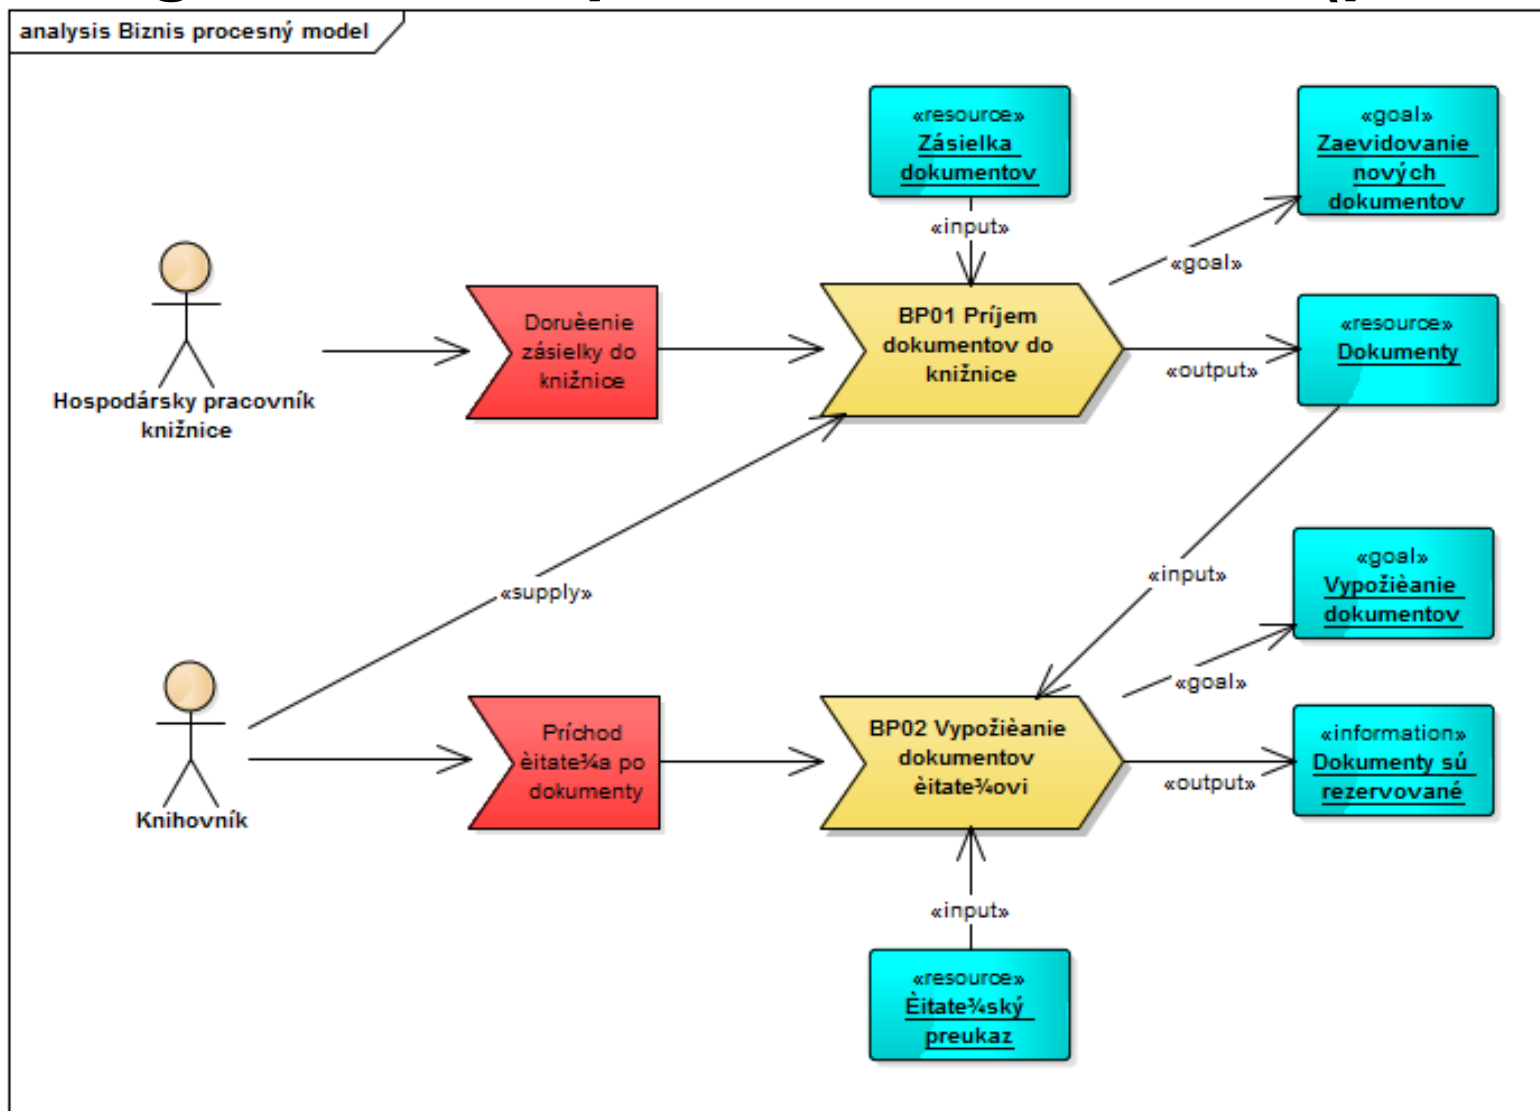 analysis Biznis procesný model
«resource»
Zásielka
dokumentov
«goal»
Zaevidovanie
nových
dokumentov
«input»
«goal»
Hospodársky pracovník
knižnice
Doruèenie
zásielky do
knižnice
BP01 Príjem
dokumentov do
knižnice
«output»
«resource»
Dokumenty
«supply»
«input»
«goal»
Vypožièanie
dokumentov
«goal»
Knihovník
Príchod
èitate¾a po
dokumenty
BP02 Vypožièanie
dokumentov
èitate¾ovi
«output»
«information»
Dokumenty sú
rezervované
«input»
«resource»
Èitate¾ský
preukaz